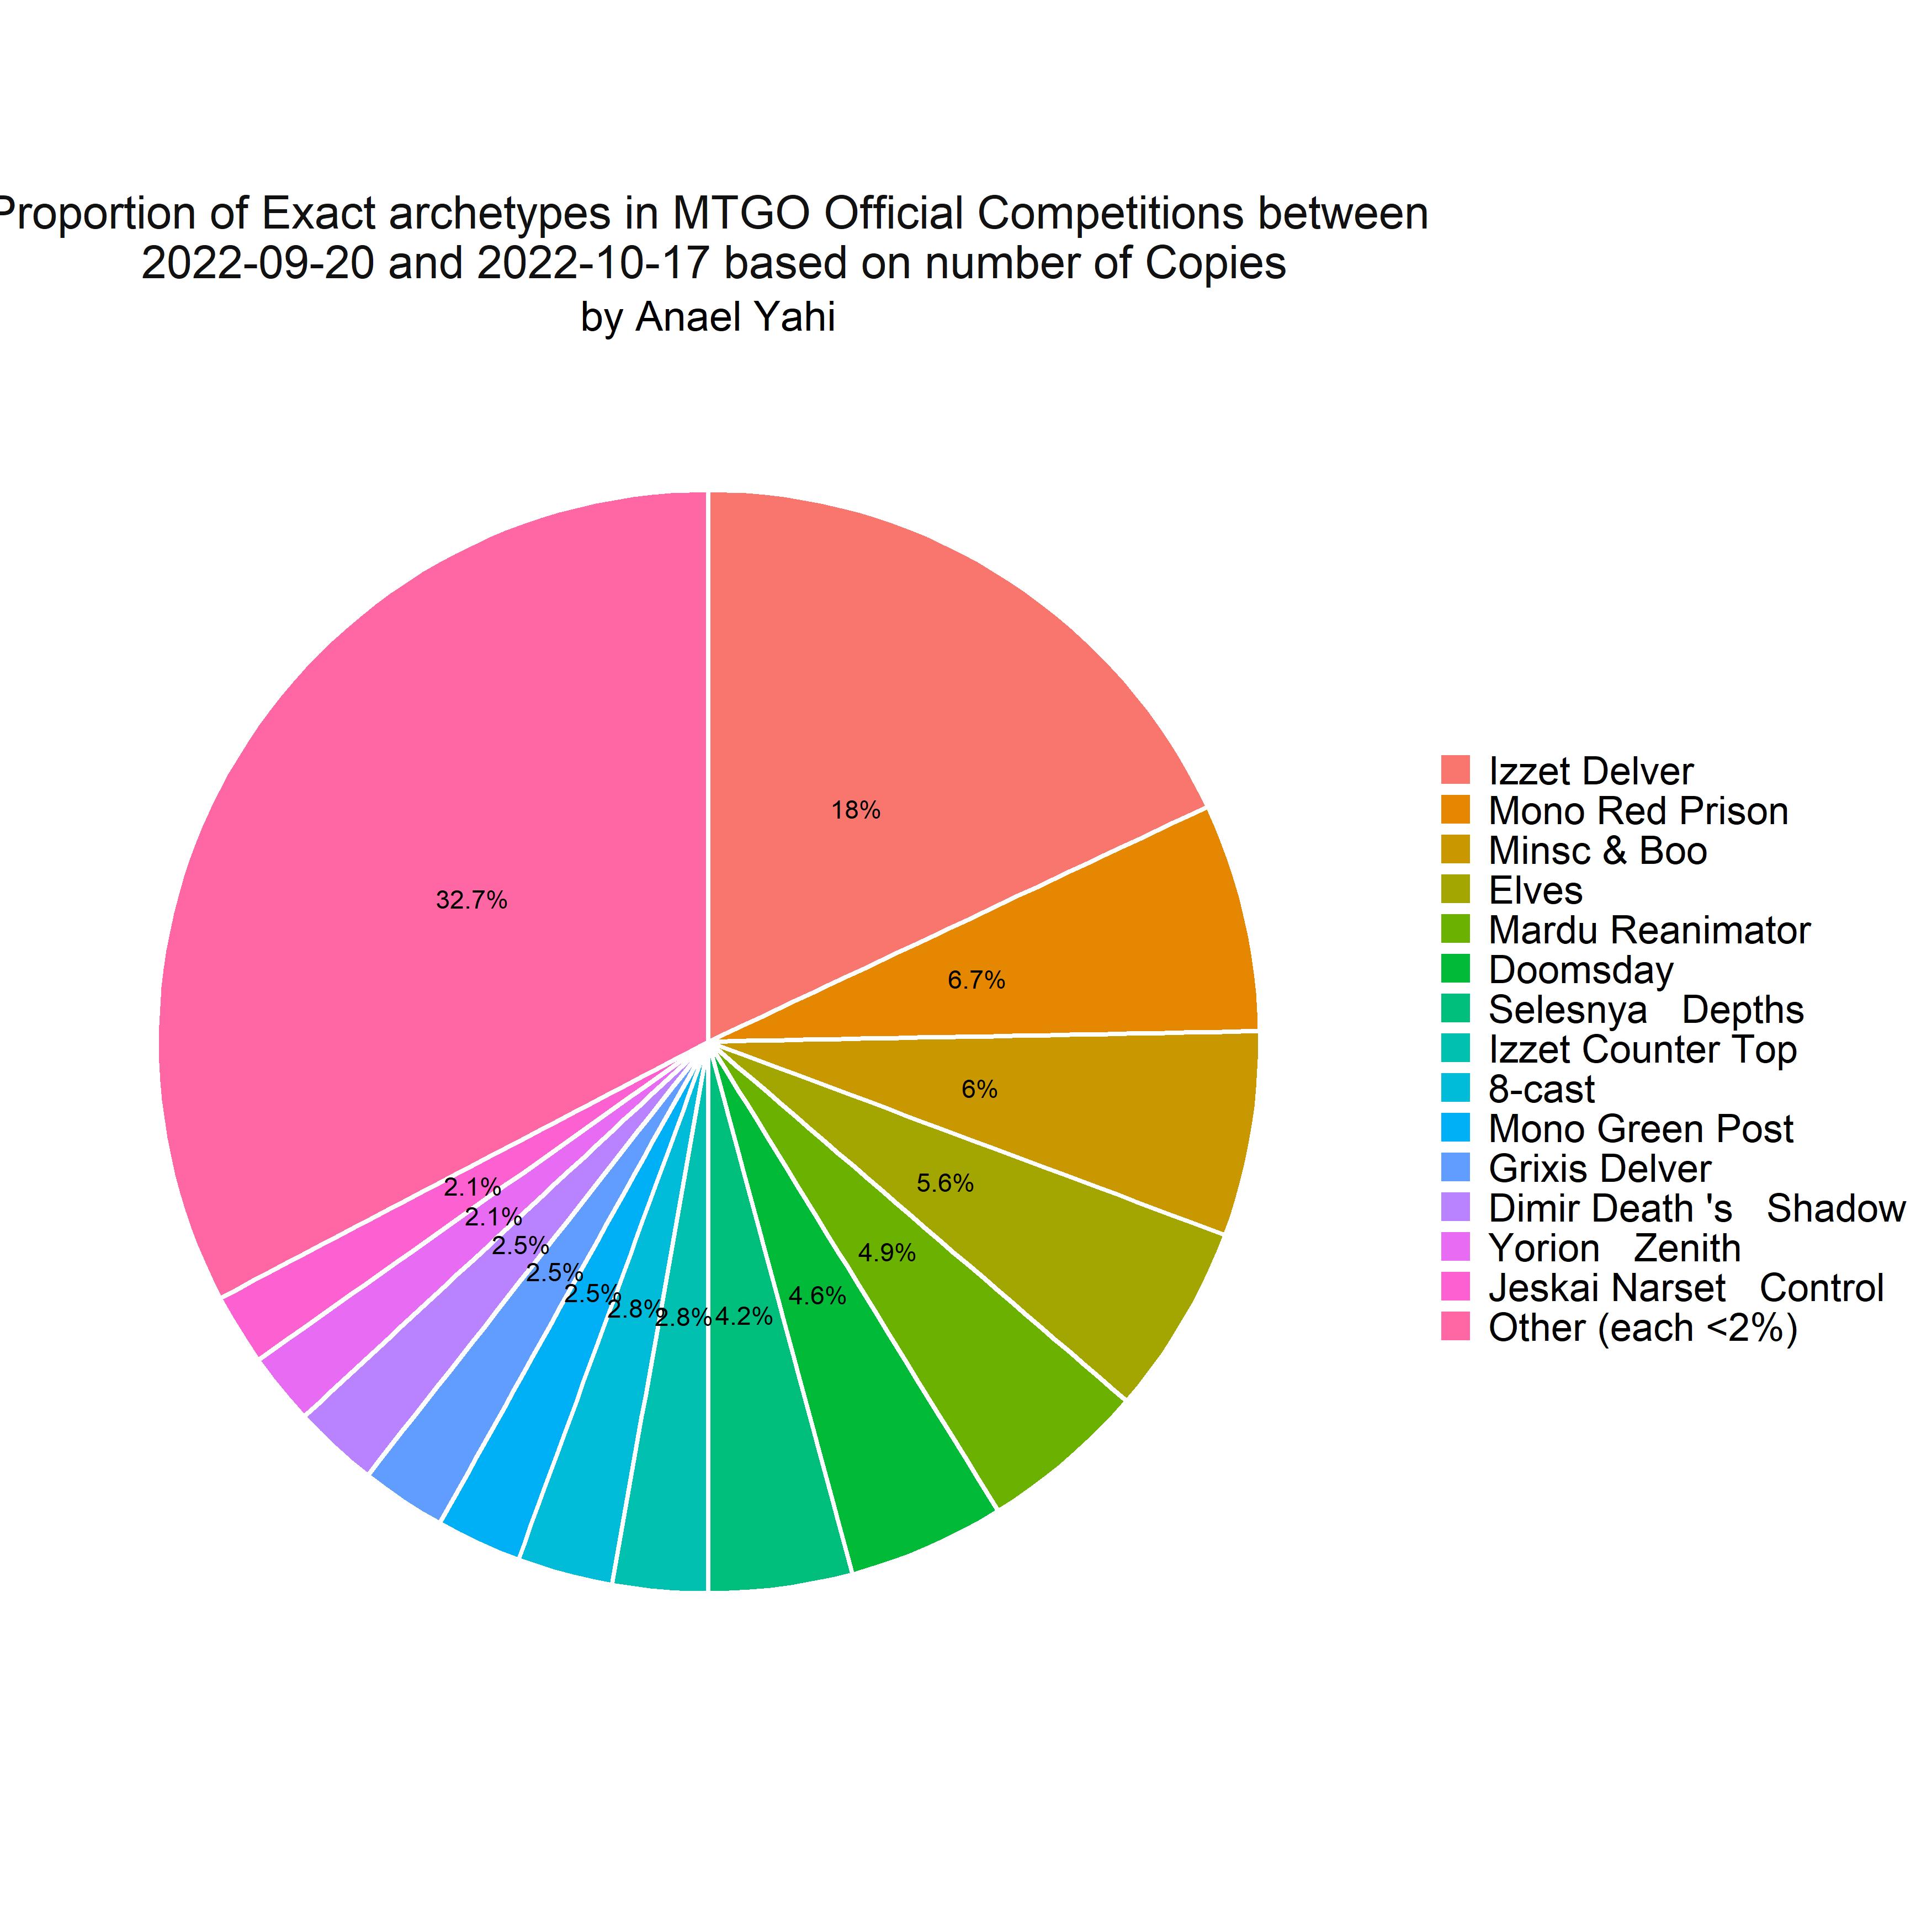 Proportion of Exact archetypes in MTGO Official Competitions between
2022-09-20 and 2022-10-17 based on number of Copies
by Anael Yahi
18%
32.7%
6.7%
6%
5.6%
4.9%
4.6%
4.2%
2.8%
2.8%
2.5%
2.5%
2.5%
2.1%
2.1%
Izzet Delver
Mono Red Prison
Minsc & Boo
Elves
Mardu Reanimator
Doomsday
Selesnya   Depths
Izzet Counter Top
8-cast
Mono Green Post
Grixis Delver
Dimir Death 's   Shadow
Yorion   Zenith
Jeskai Narset   Control
Other (each <2%)